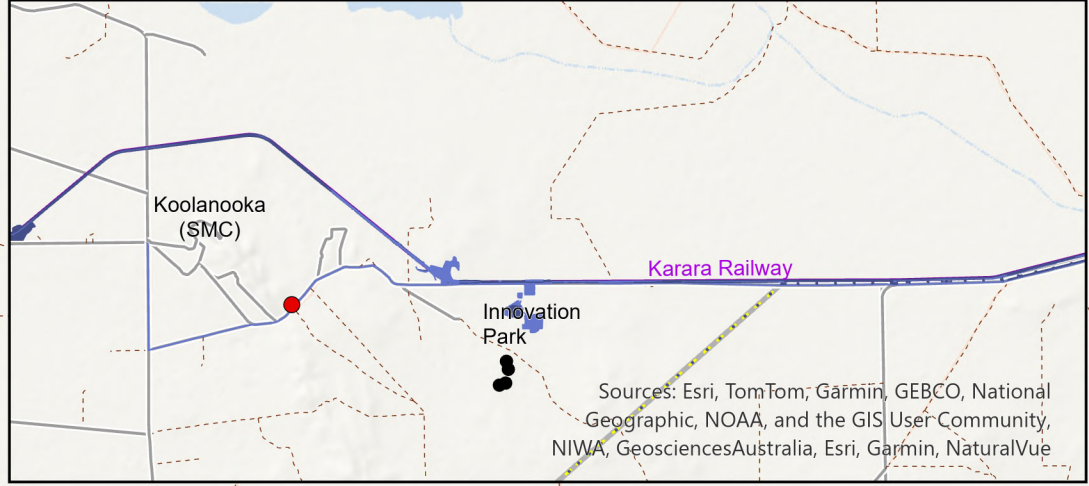 Koolanooka
(SMC)
Karara Railway
Innovation
Park
Sources: Esri, TomTom, Garmin, GEBCO, National
Geographic, NOAA, and the GIS User Community,
NIWA, GeosciencesAustralia, Esri, Garmin, NaturalVue